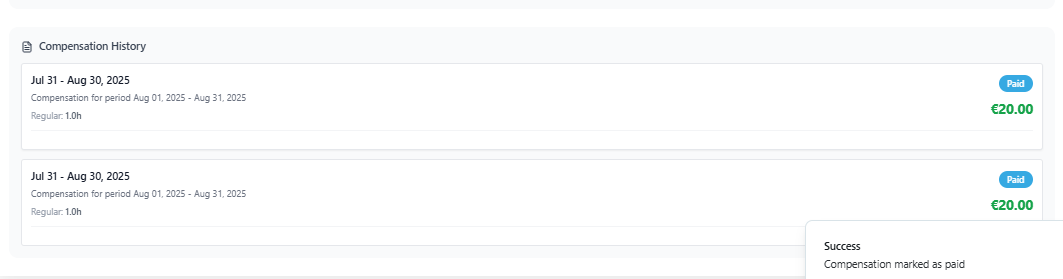 Compensation History
Jul 31 - Aug 30, 2025
Paid
Compensation for period Aug 01, 2025 - Aug 31, 2025
€20.00
Regular: 1.0h
Jul 31 - Aug 30, 2025
Paid
Compensation for period Aug 01, 2025 - Aug 31, 2025
€20.00
Regular: 1.0h
Success
Compensation marked as paid